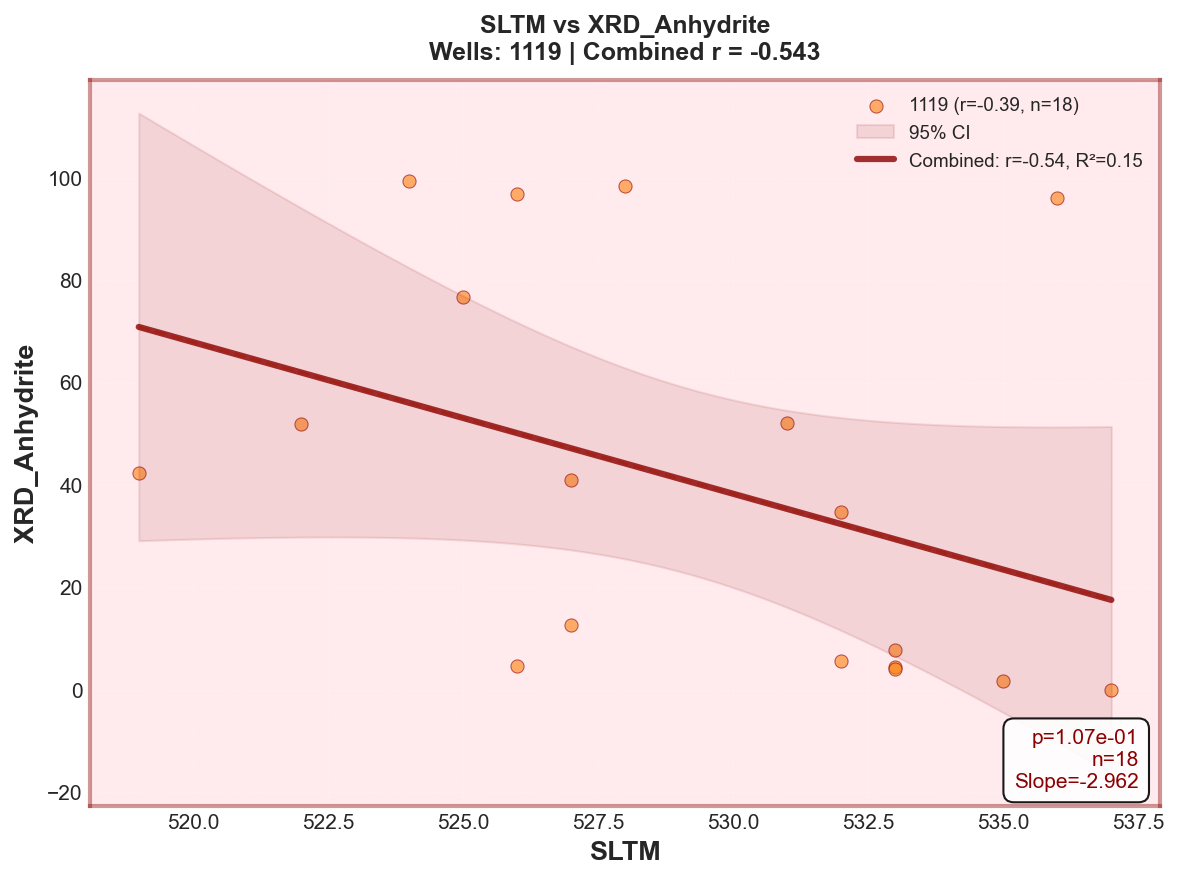 SLTM vs XRD_Anhydrite
Wells: 1119 | Combined r = -0.543
1119 (r=-0.39, n=18)
95% CI
Combined: r=-0.54, R²=0.15
XRD_Anhydrite
100
80
60
40
20
0
−20
p=1.07e-01
n=18
Slope=-2.962
520.0 522.5 525.0 527.5 530.0 532.5 535.0 537.5
SLTM